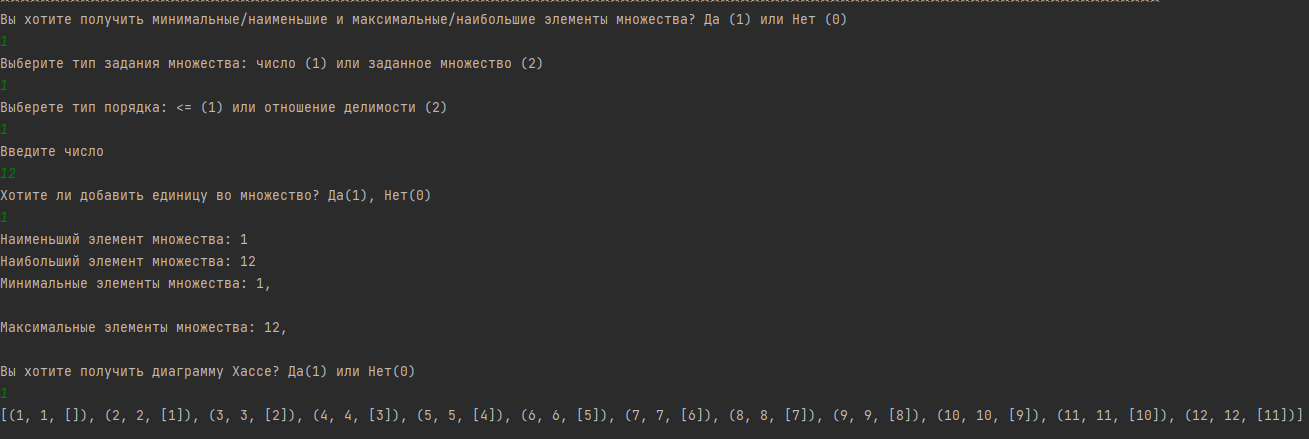 Вы хотите получить минимальные/наименьшие и максимальные/наибольшие элементы множества? Да (1) или Нет (0)
1
Выберите тип задания множества: число (1) или заданное множество (2)
1
Выберете тип порядка: <= (1) или отношение делимости (2)
1
Введите число
12
Хотите ли добавить единицу во множество? Да(1), Нет(0)
1
Наименьший элемент множества: 1
Наибольший элемент множества: 12
Минимальные элементы множества: 1,
Максимальные элементы множества: 12,
Вы хотите получить диаграмму Хассе? Да(1) или Нет(0)
1
[(1, 1, []), (2, 2, [1]), (3, 3, [2]), (4, 4, [3]), (5, 5, [4]), (6, 6, [5]), (7, 7, [6]), (8, 8, [7]), (9, 9, [8]), (10, 10, [9]), (11, 11, [10]), (12, 12, [11])]